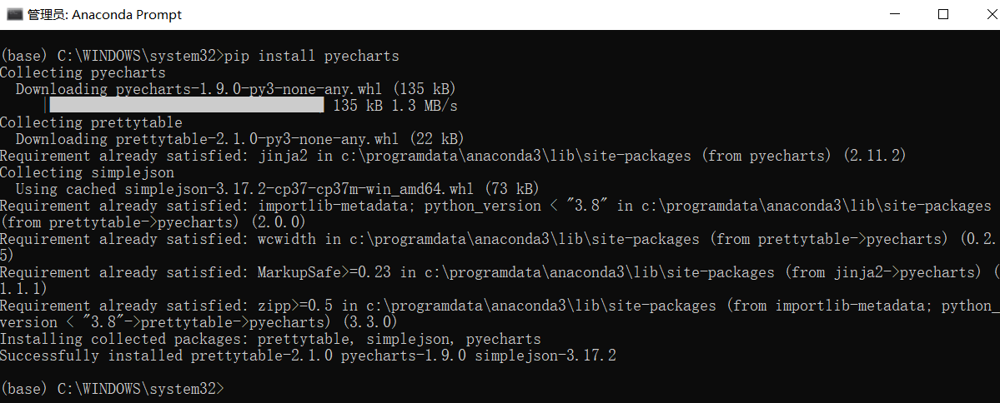 管理员: Anaconda Prompt
(base) C:\WINDOWS\system32>pip install pyecharts
Collecting pyecharts
  Downloading pyecharts-1.9.0-py3-none-any.whl (135 kB)
     |████████████████████████████████| 135 kB 1.3 MB/s
Collecting prettytable
  Downloading prettytable-2.1.0-py3-none-any.whl (22 kB)
Requirement already satisfied: jinja2 in c:\programdata\anaconda3\lib\site-packages (from pyecharts) (2.11.2)
Collecting simplejson
  Using cached simplejson-3.17.2-cp37-cp37m-win_amd64.whl (73 kB)
Requirement already satisfied: importlib-metadata; python_version < "3.8" in c:\programdata\anaconda3\lib\site-packages
(from prettytable->pyecharts) (2.0.0)
Requirement already satisfied: wcwidth in c:\programdata\anaconda3\lib\site-packages (from prettytable->pyecharts) (0.2.
5)
Requirement already satisfied: MarkupSafe>=0.23 in c:\programdata\anaconda3\lib\site-packages (from jinja2->pyecharts) (
1.1.1)
Requirement already satisfied: zipp>=0.5 in c:\programdata\anaconda3\lib\site-packages (from importlib-metadata; python_
version < "3.8"->prettytable->pyecharts) (3.3.0)
Installing collected packages: prettytable, simplejson, pyecharts
Successfully installed prettytable-2.1.0 pyecharts-1.9.0 simplejson-3.17.2
(base) C:\WINDOWS\system32>